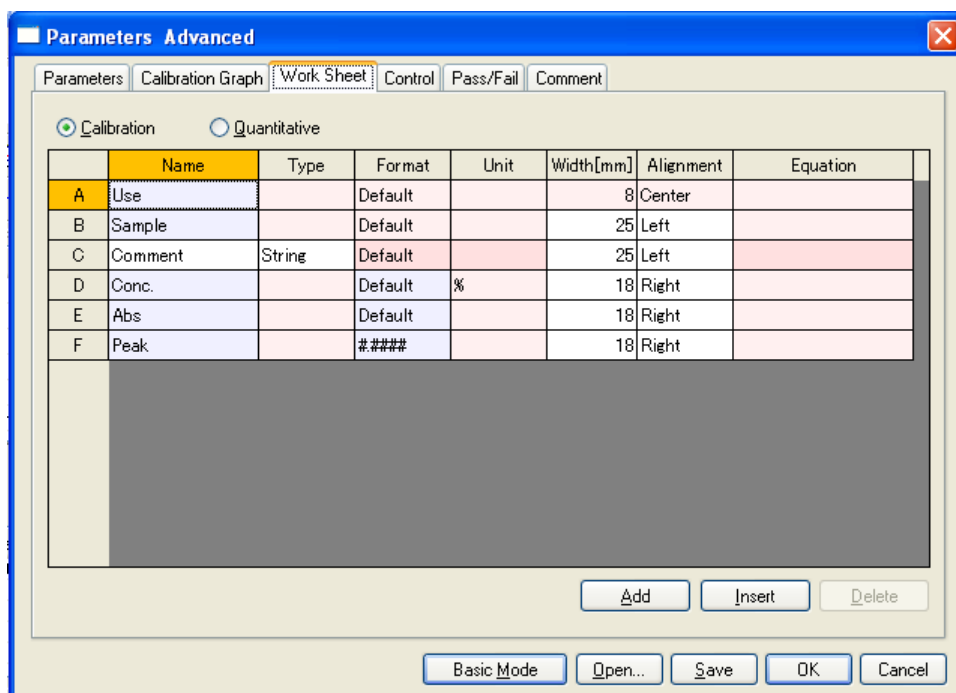 Parameters Advanced
Parameters Calibration Graph Work Sheet Control Pass/Fail Comment
Calibration Quantitative
Name Type Format Unit Width[mm] Alignment Equation
A Use Default 8 Center
B Sample Default 25 Left
C Comment String Default 25 Left
D Conc. Default % 18 Right
E Abs Default 18 Right
F Peak #.#### 18 Right
Add Insert Delete
Basic Mode Open... Save OK Cancel